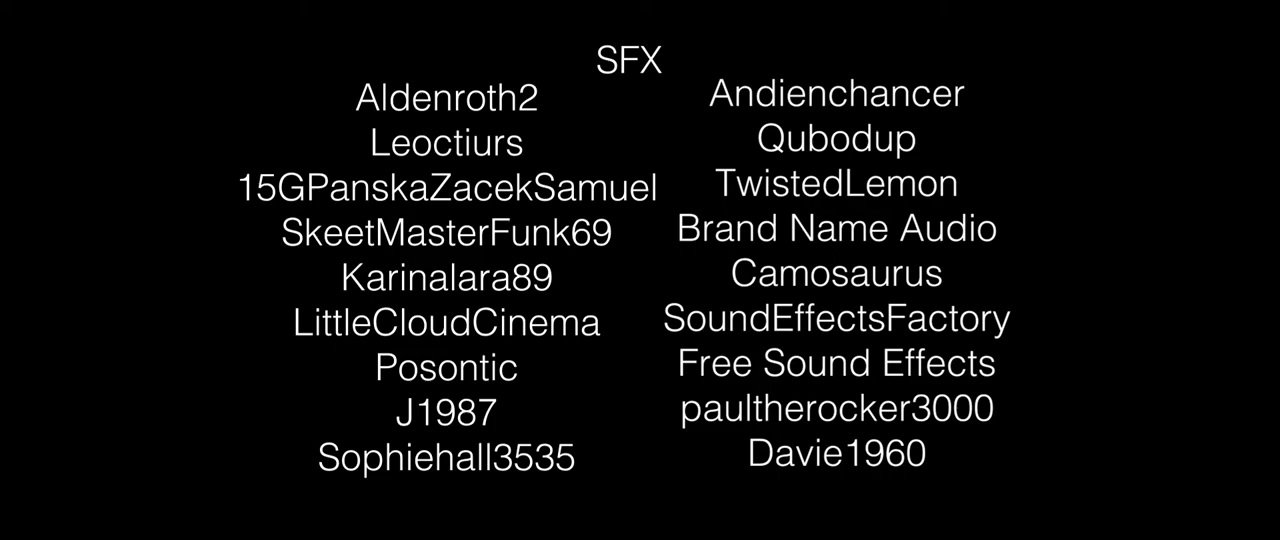 SFX
Aldenroth2
Leoctiurs
15GPanskaZacekSamuel
SkeetMasterFunk69
Karinalara89
LittleCloudCinema
Posontic
J1987
Sophiehall3535
Andienchancer
Qubodup
TwistedLemon
Brand Name Audio
Camosaurus
SoundEffectsFactory
Free Sound Effects
paultherocker3000
Davie1960